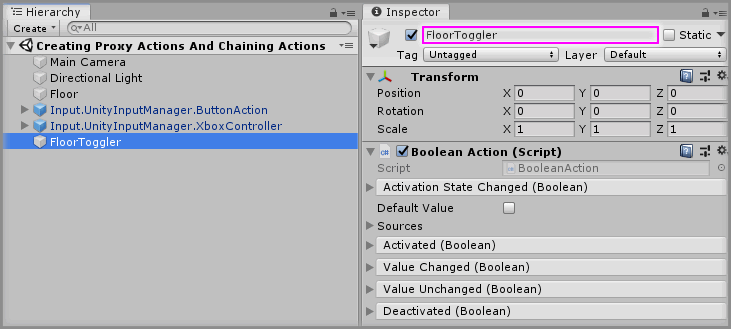 Hierarchy
Create
All
Creating Proxy Actions And Chaining Actions
Main Camera
Directional Light
Floor
Input.UnityInputManager.ButtonAction
Input.UnityInputManager.XboxController
FloorToggler
Inspector
FloorToggler
Static
Tag Untagged Layer Default
Transform
Position X 0 Y 0 Z 0
Rotation X 0 Y 0 Z 0
Scale X 1 Y 1 Z 1
Boolean Action (Script)
Script BooleanAction
Activation State Changed (Boolean)
Default Value
Sources
Activated (Boolean)
Value Changed (Boolean)
Value Unchanged (Boolean)
Deactivated (Boolean)